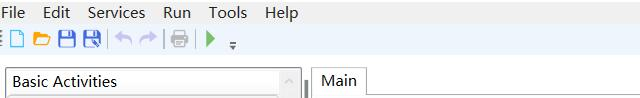 File Edit Services Run Tools Help
Basic Activities Main